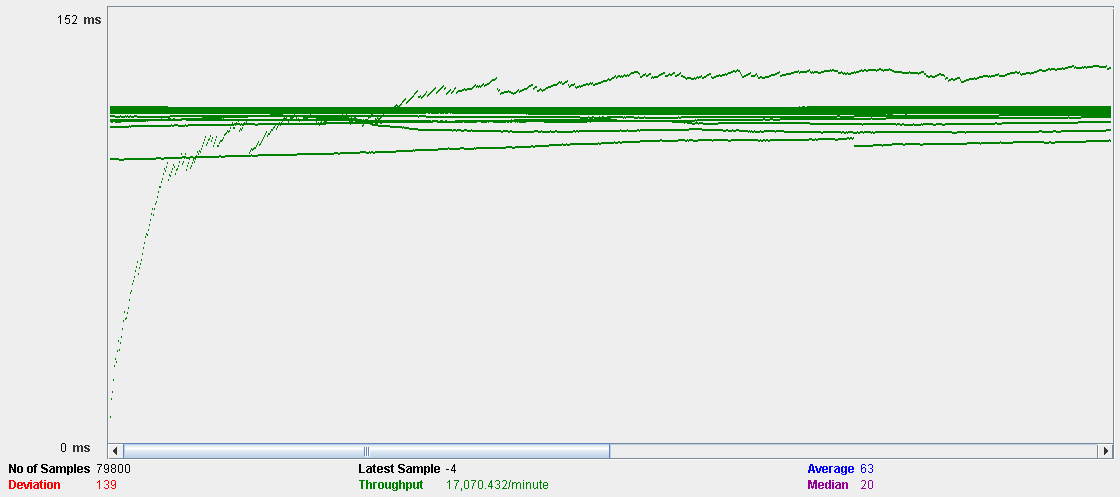 152 ms
0 ms
No of Samples 79800 Latest Sample -4 Average 63
Deviation 139 Throughput 17,070.432/minute Median 20